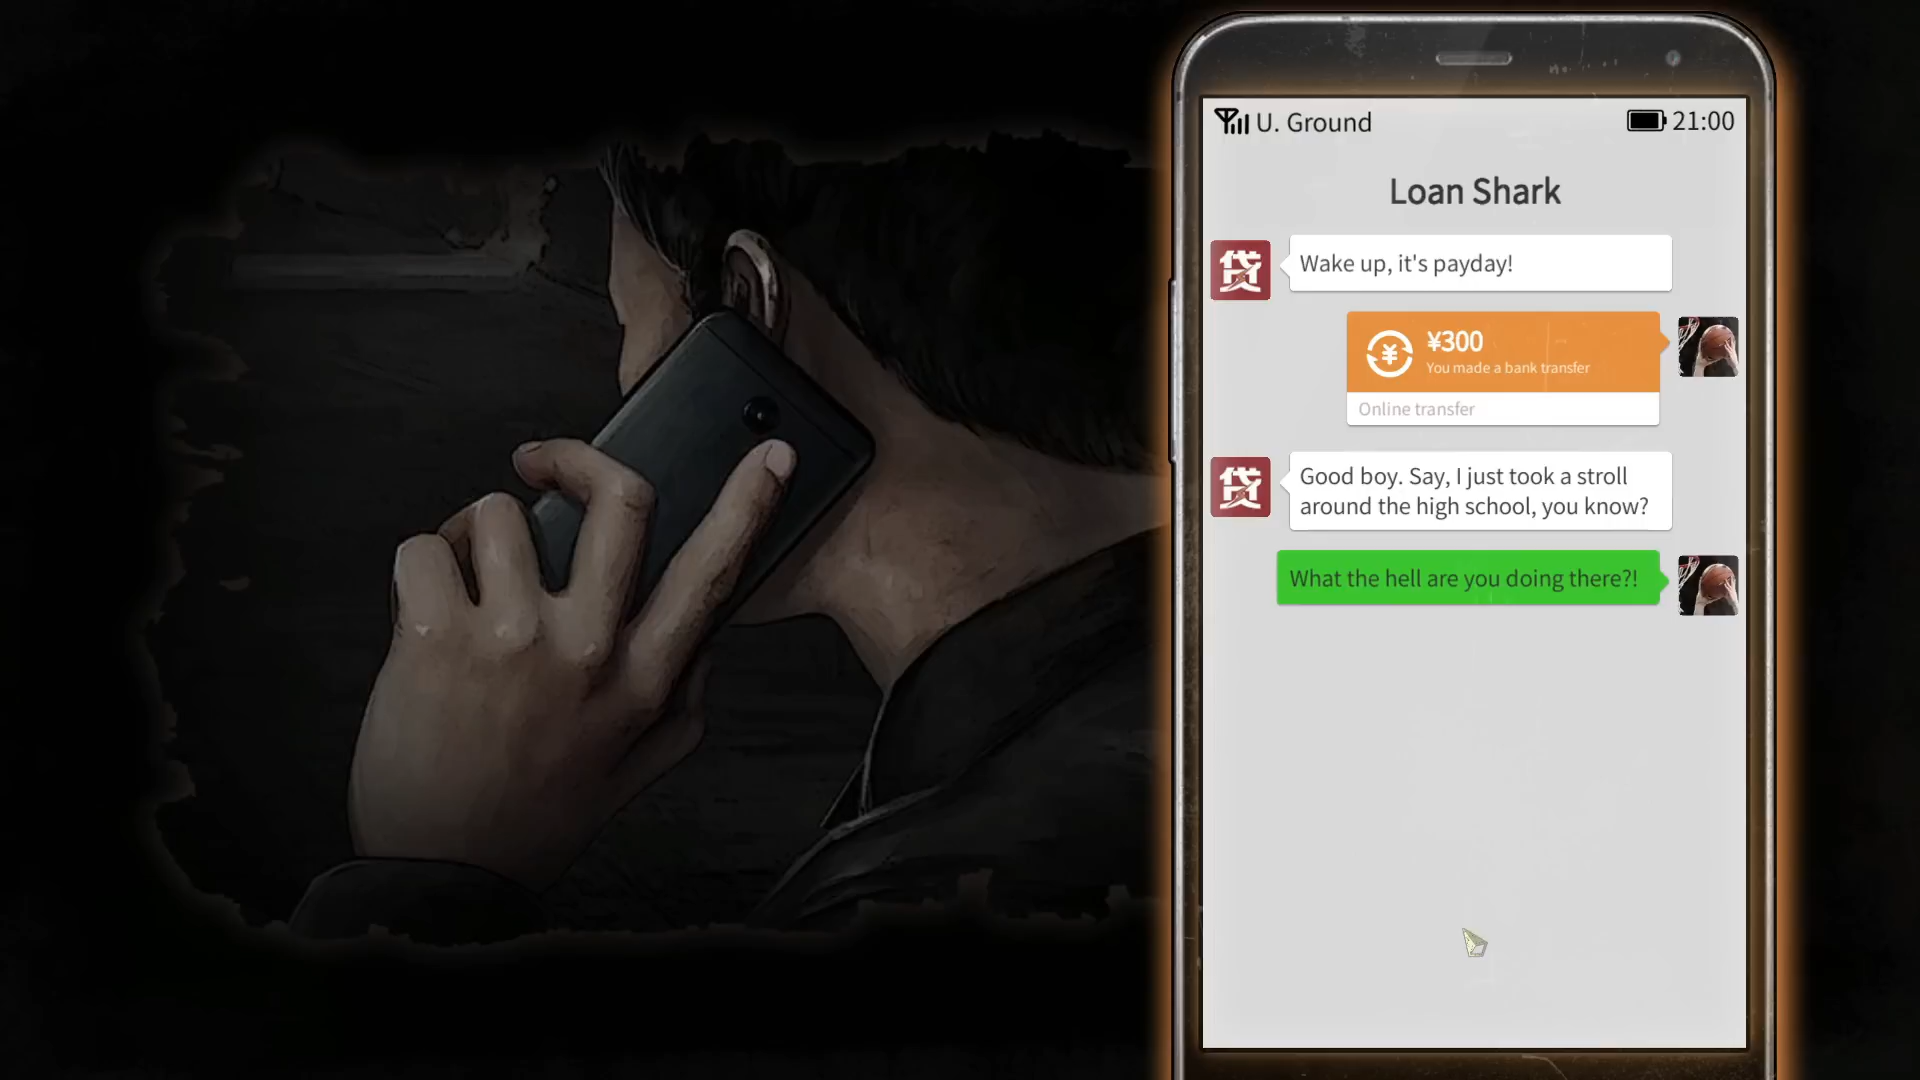 U. Ground
21:00
Loan Shark
贷
Wake up, it's payday!
¥
¥300
You made a bank transfer
Online transfer
贷
Good boy. Say, I just took a stroll
around the high school, you know?
What the hell are you doing there?!